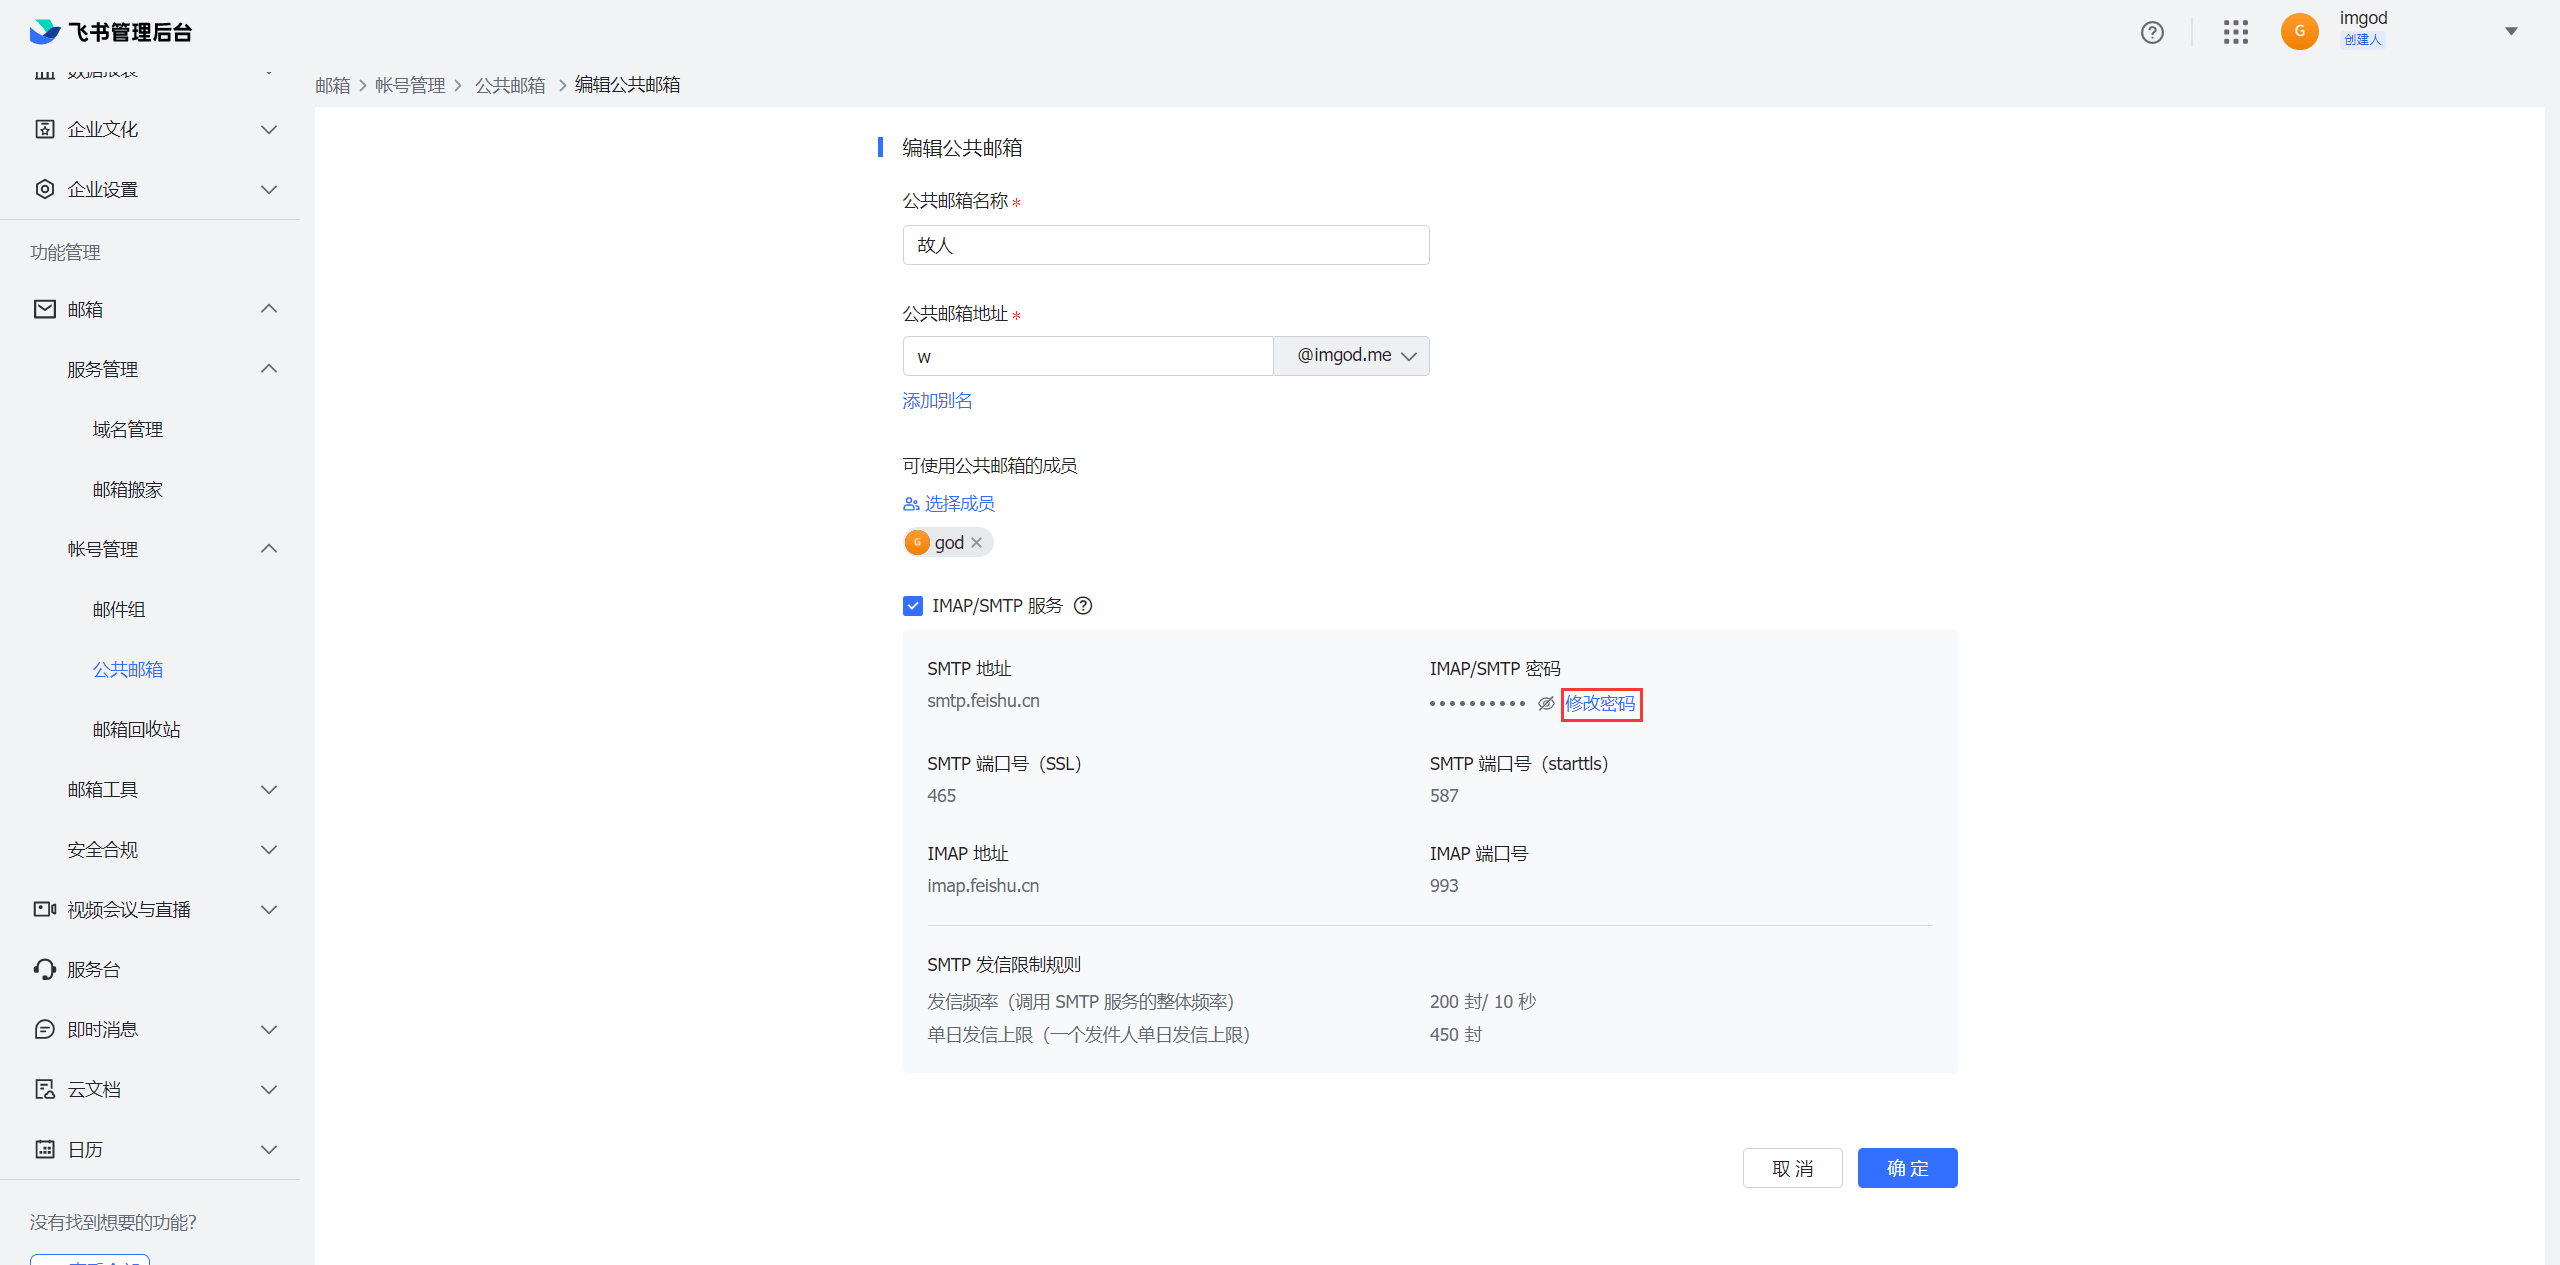 飞书管理后台
imgod
创建人
数据报表
企业文化
企业设置
功能管理
邮箱
服务管理
域名管理
邮箱搬家
帐号管理
邮件组
公共邮箱
邮箱回收站
邮箱工具
安全合规
视频会议与直播
服务台
即时消息
云文档
日历
没有找到想要的功能?
邮箱 > 帐号管理 > 公共邮箱 > 编辑公共邮箱
编辑公共邮箱
公共邮箱名称 *
故人
公共邮箱地址 *
w @imgod.me
添加别名
可使用公共邮箱的成员
选择成员
G god
IMAP/SMTP 服务
SMTP 地址
smtp.feishu.cn
IMAP/SMTP 密码
•••••••••• 修改密码
SMTP 端口号（SSL）
465
SMTP 端口号（starttls）
587
IMAP 地址
imap.feishu.cn
IMAP 端口号
993
SMTP 发信限制规则
发信频率（调用 SMTP 服务的整体频率） 200 封/ 10 秒
单日发信上限（一个发件人单日发信上限） 450 封
取消 确定